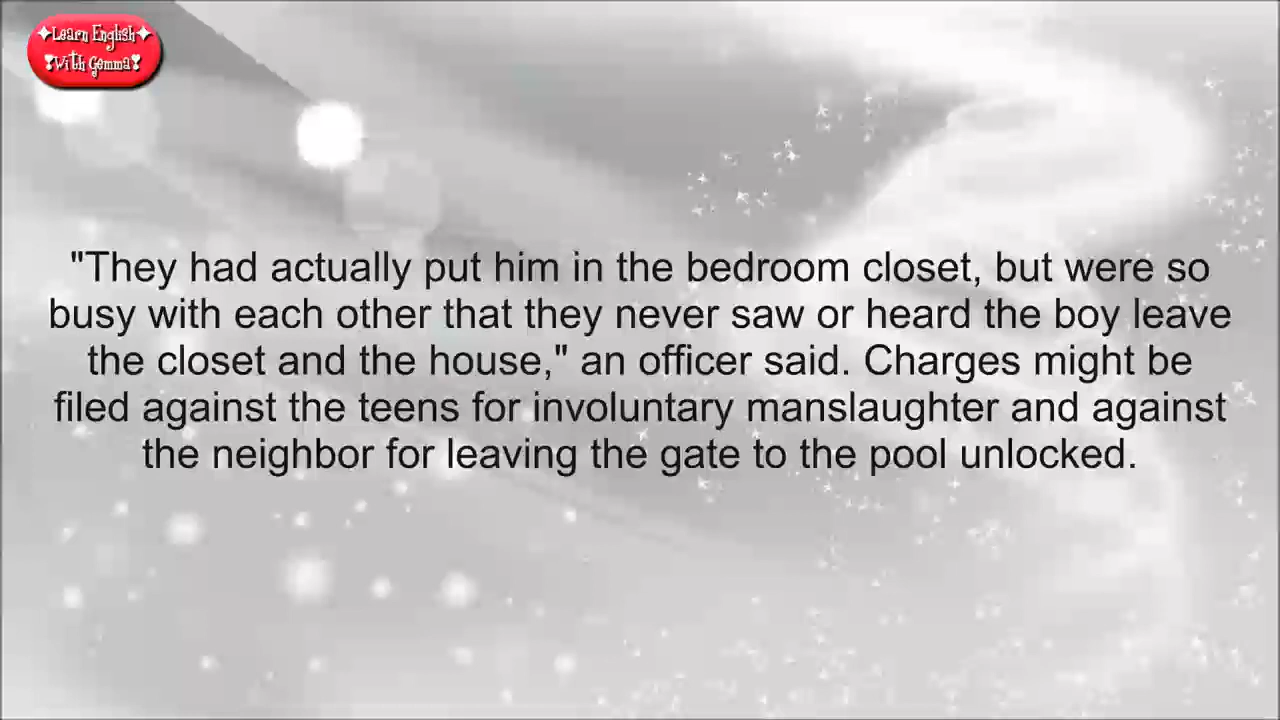 ✦Learn English✦
❣With Gemma❣
"They had actually put him in the bedroom closet, but were so
busy with each other that they never saw or heard the boy leave
the closet and the house," an officer said. Charges might be
filed against the teens for involuntary manslaughter and against
the neighbor for leaving the gate to the pool unlocked.